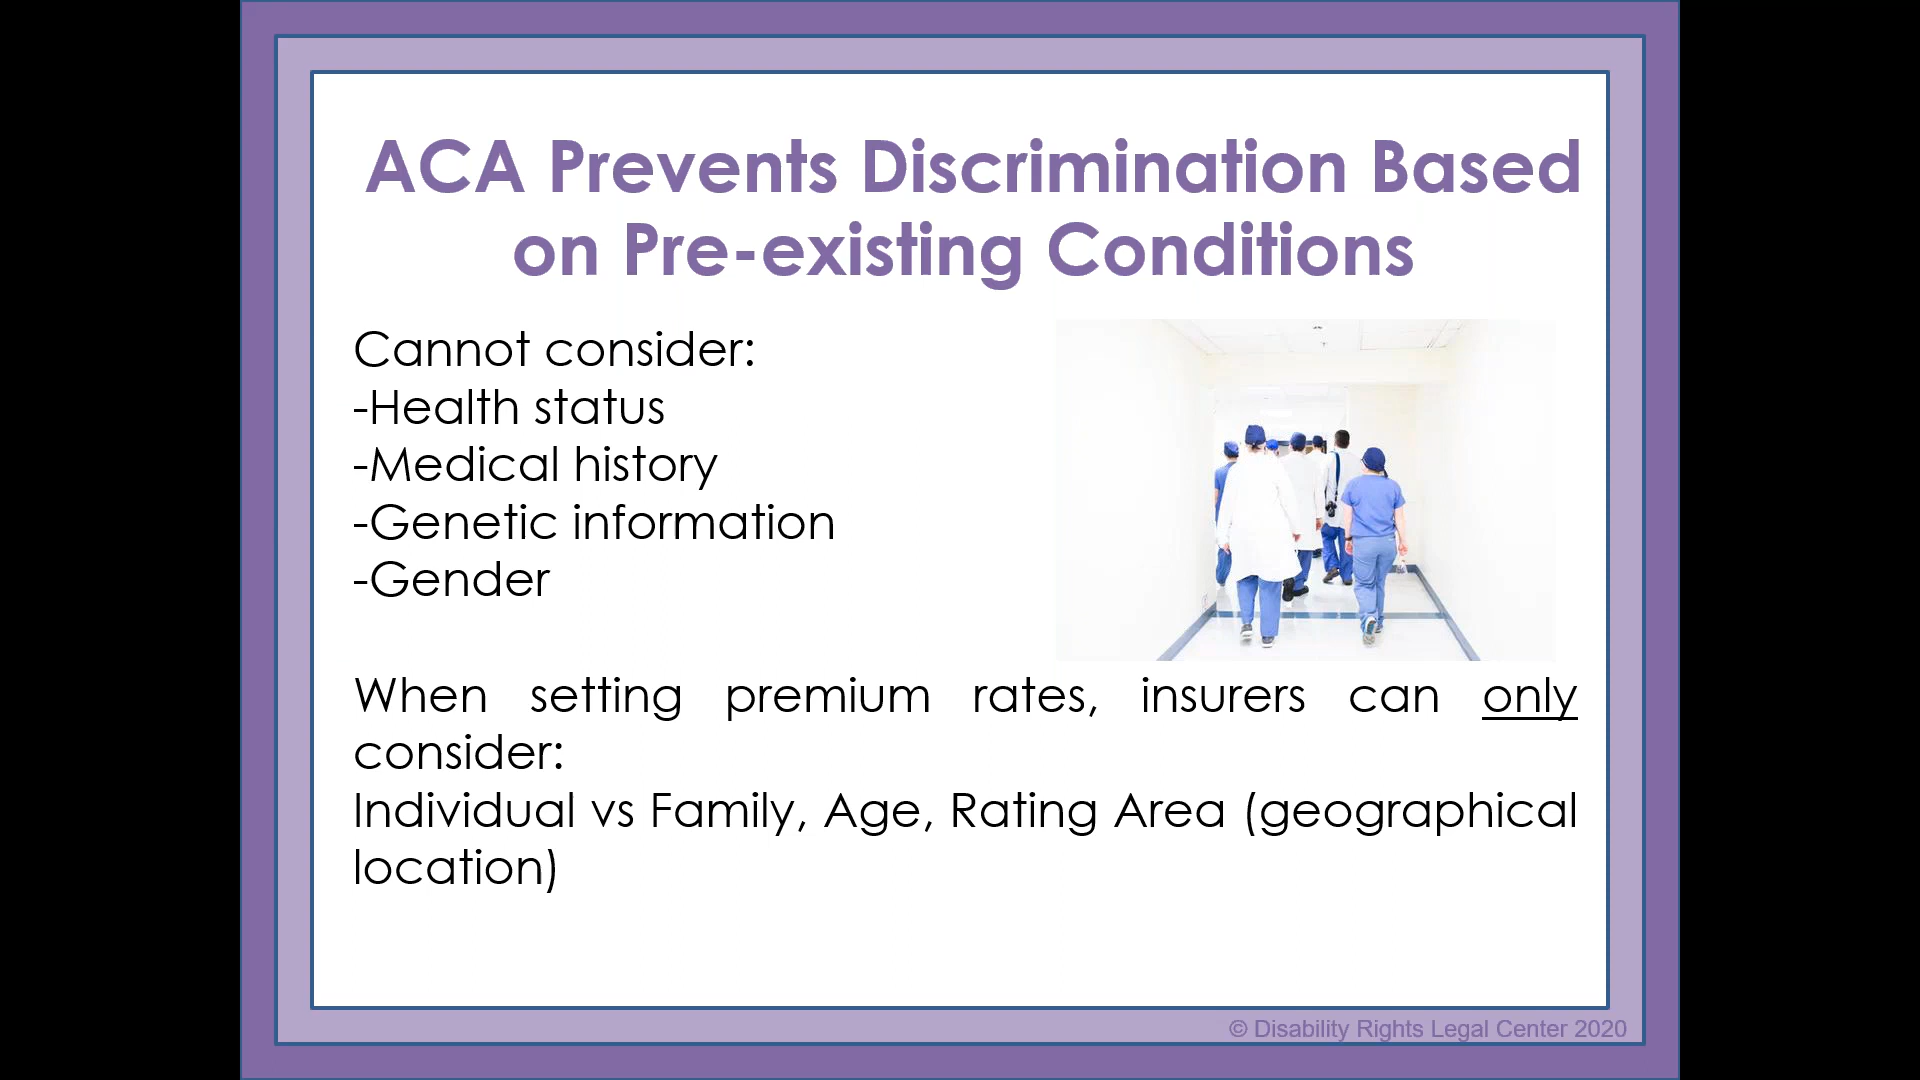 ACA Prevents Discrimination Based
on Pre-existing Conditions
Cannot consider:
-Health status
-Medical history
-Genetic information
-Gender
When setting premium rates, insurers can only
consider:
Individual vs Family, Age, Rating Area (geographical
location)
© Disability Rights Legal Center 2020